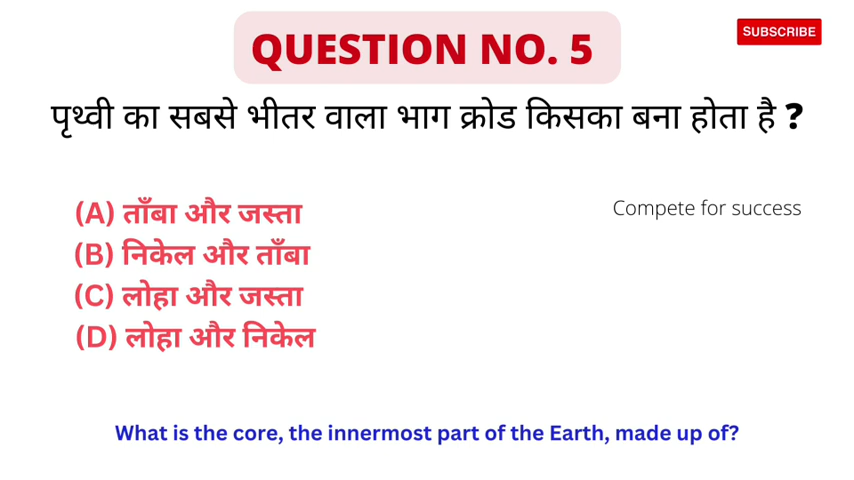 QUESTION NO. 5
SUBSCRIBE
पृथ्वी का सबसे भीतर वाला भाग क्रोड किसका बना होता है ?
(A) ताँबा और जस्ता
Compete for success
(B) निकेल और ताँबा
(C) लोहा और जस्ता
(D) लोहा और निकेल
What is the core, the innermost part of the Earth, made up of?